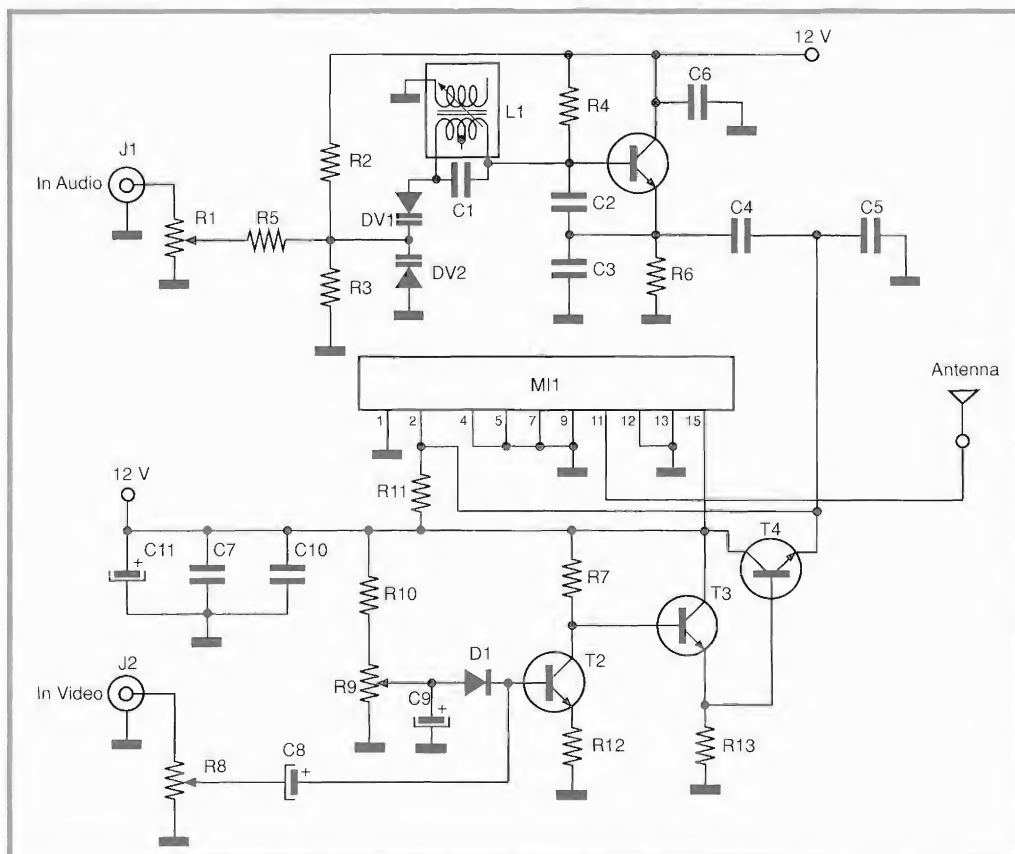 12 V
C6
L1
R4
J1
R2
In Audio
C1
C2
C4
C5
R1
R5
DV1
DV2
R3
C3
R6
MI1
Antenna
1
2
4
5
7
9
11
12
13
15
12 V
R11
C11
C7
C10
T4
R7
R10
T3
J2
D1
T2
In Video
R9
C9
R12
R13
C8
R8
+
+
+